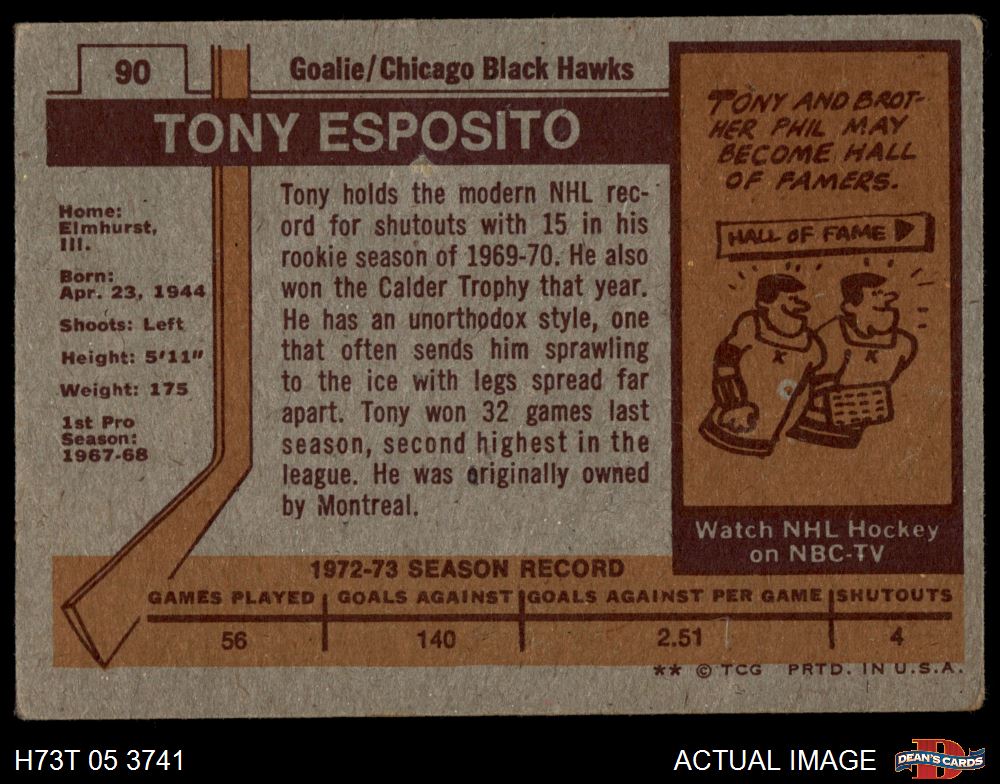 90
Goalie/Chicago Black Hawks
TONY ESPOSITO
Home:
Elmhurst,
Ill.
Born:
Apr. 23, 1944
Shoots: Left
Height: 5'11"
Weight: 175
1st Pro
Season:
1967-68
Tony holds the modern NHL rec-
ord for shutouts with 15 in his
rookie season of 1969-70. He also
won the Calder Trophy that year.
He has an unorthodox style, one
that often sends him sprawling
to the ice with legs spread far
apart. Tony won 32 games last
season, second highest in the
league. He was originally owned
by Montreal.
TONY AND BROT-
HER PHIL MAY
BECOME HALL
OF FAMERS.
HALL OF FAME
K K
Watch NHL Hockey
on NBC-TV
1972-73 SEASON RECORD
GAMES PLAYED GOALS AGAINST GOALS AGAINST PER GAME SHUTOUTS
56 140 2.51 4
** © TCG PRTD. IN U.S.A.
H73T 05 3741
ACTUAL IMAGE
D
DEAN'S CARDS